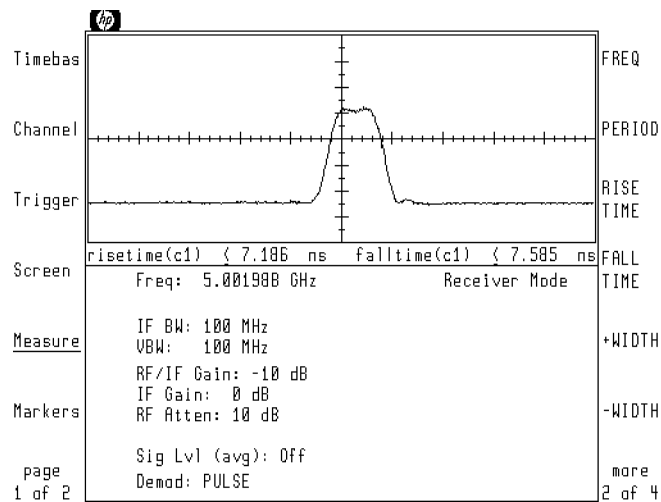 hp
Timebas
Channel
Trigger
Screen
Measure
Markers
page
1 of 2
risetime(c1) ≤ 7.186 ns falltime(c1) ≤ 7.585 ns
Freq: 5.001988 GHz Receiver Mode
IF BW: 100 MHz
VBW: 100 MHz
RF/IF Gain: -10 dB
IF Gain: 0 dB
RF Atten: 10 dB
Sig Lvl (avg): Off
Demod: PULSE
FREQ
PERIOD
RISE
TIME
FALL
TIME
+WIDTH
-WIDTH
more
2 of 4